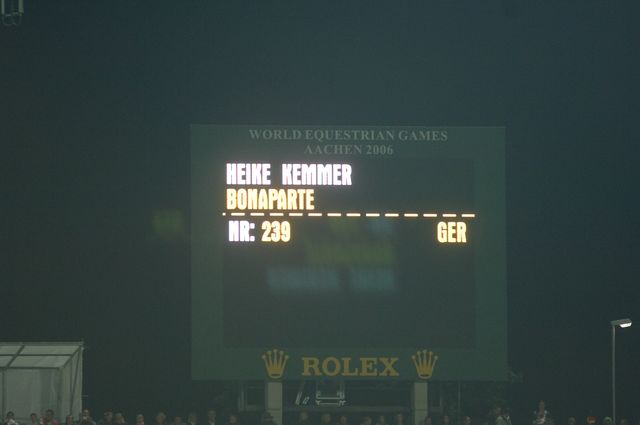 WORLD EQUESTRIAN GAMES
AACHEN 2006
HEIKE KEMMER
BONAPARTE
NR: 239 GER
ROLEX